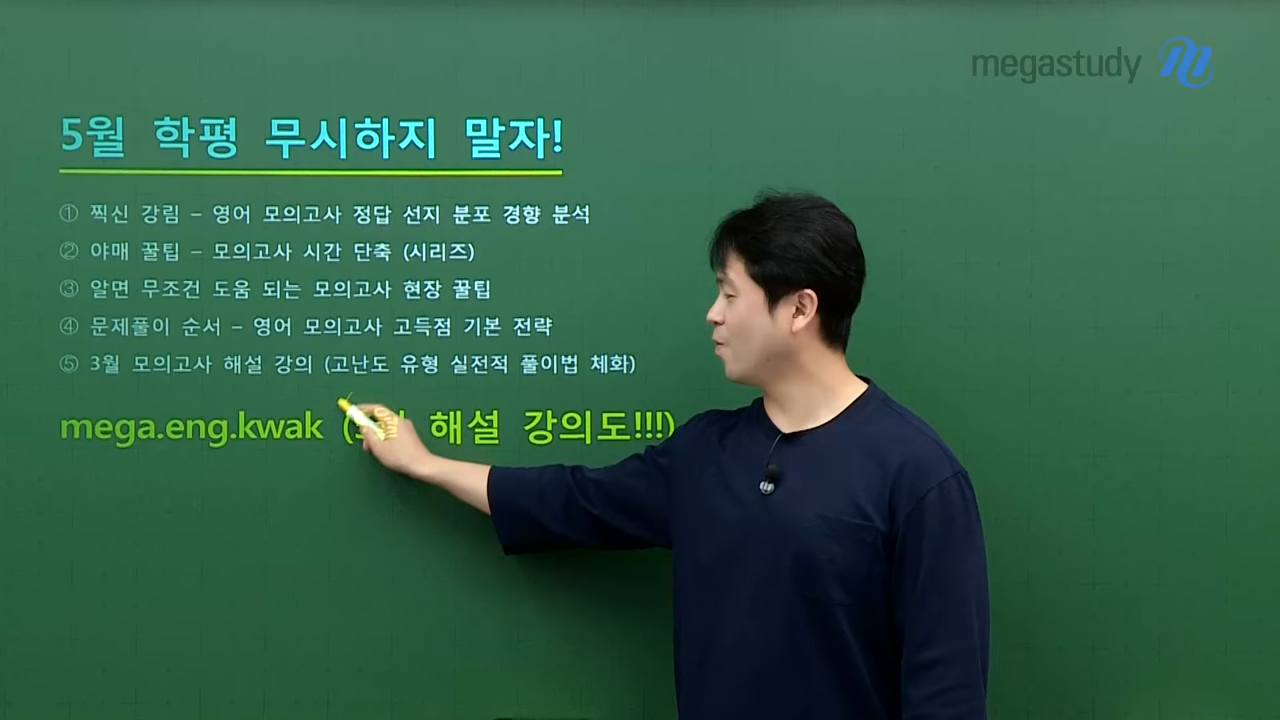 megastudy
5월 학평 무시하지 말자!
① 찍신 강림 – 영어 모의고사 정답 선지 분포 경향 분석
② 야매 꿀팁 – 모의고사 시간 단축 (시리즈)
③ 알면 무조건 도움 되는 모의고사 현장 꿀팁
④ 문제풀이 순서 – 영어 모의고사 고득점 기본 전략
⑤ 3월 모의고사 해설 강의 (고난도 유형 실전적 풀이법 체화)
mega.eng.kwak ( 해설 강의도!!!)